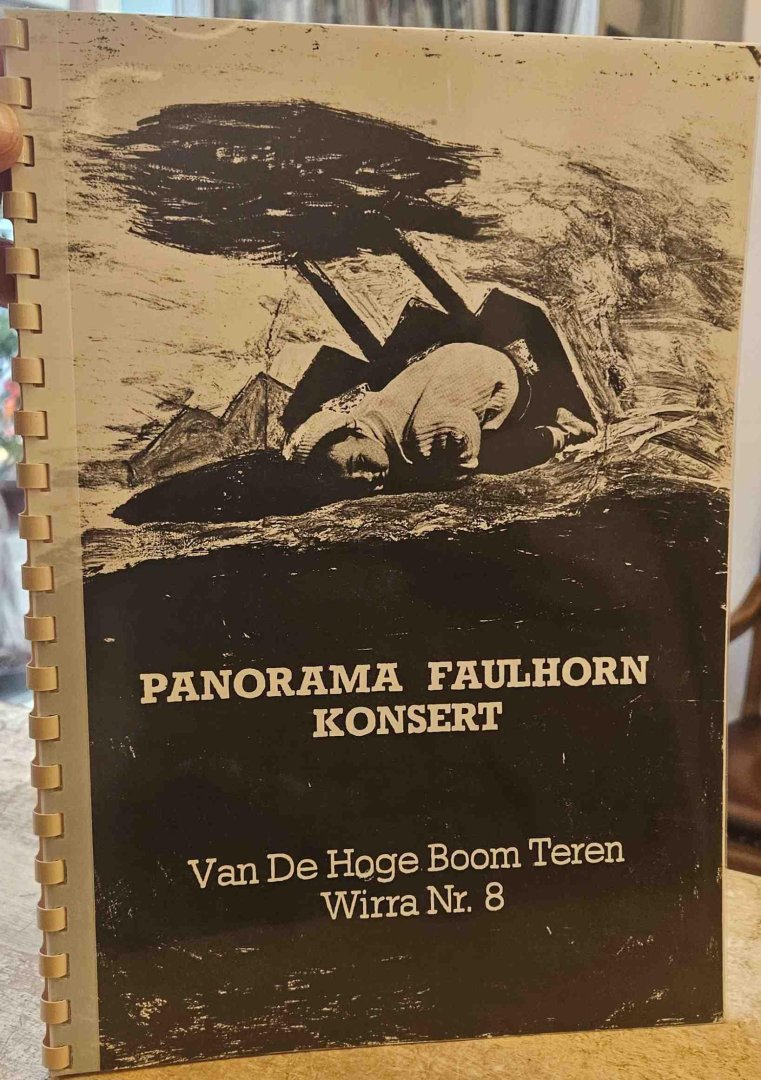 PANORAMA FAULHORN
KONSERT
Van De Hoge Boom Teren
Wirra Nr. 8